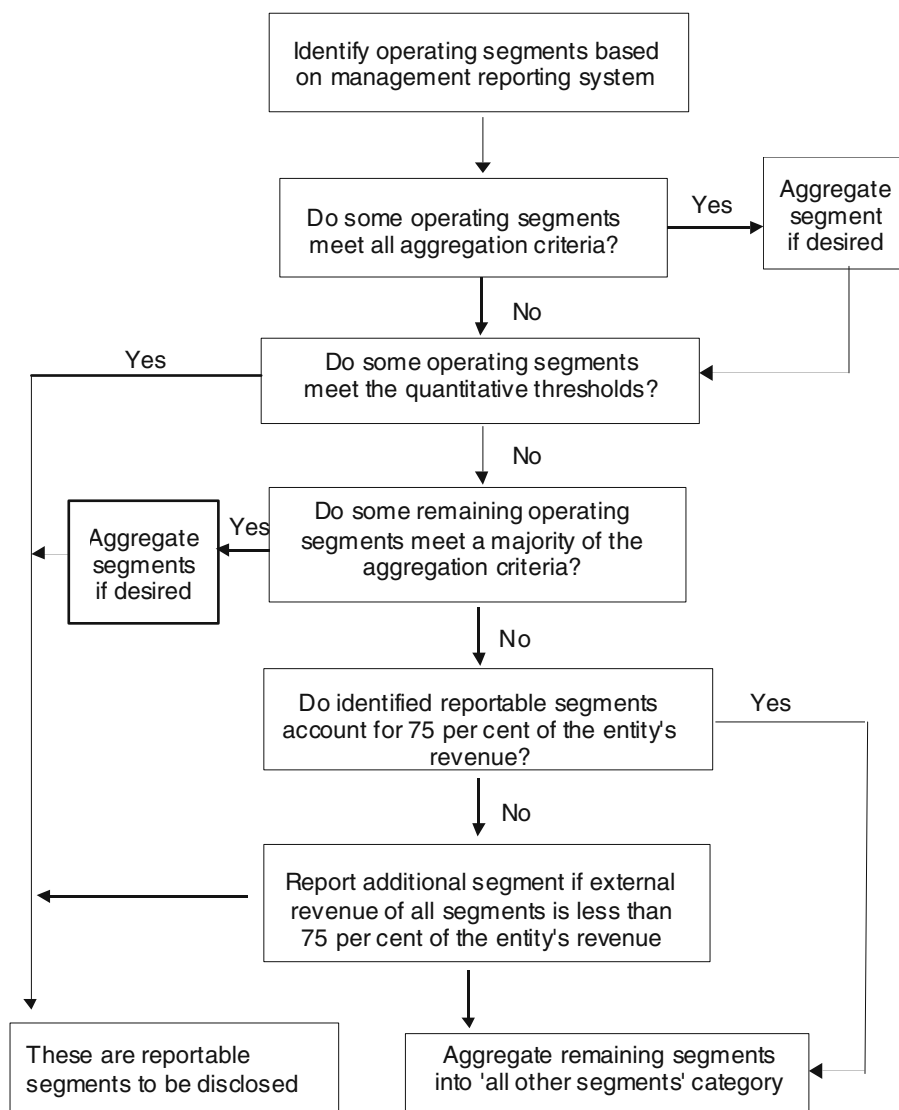 Identify operating segments based
on management reporting system
Do some operating segments
meet all aggregation criteria?
Yes
Aggregate
segment
if desired
No
Yes
Do some operating segments
meet the quantitative thresholds?
No
Aggregate
segments
if desired
Yes
Do some remaining operating
segments meet a majority of the
aggregation criteria?
No
Do identified reportable segments
account for 75 per cent of the entity's
revenue?
Yes
No
Report additional segment if external
revenue of all segments is less than
75 per cent of the entity's revenue
These are reportable
segments to be disclosed
Aggregate remaining segments
into 'all other segments' category